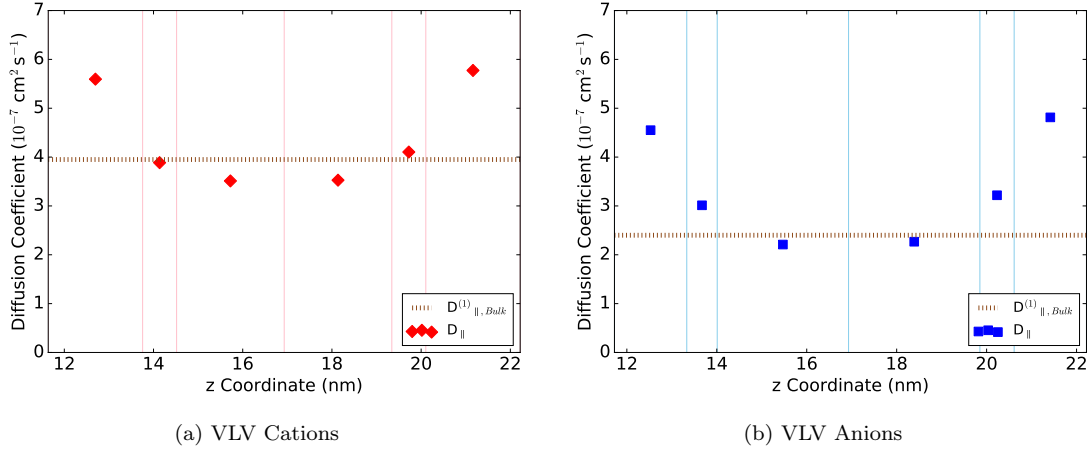 7
6
5
4
3
2
1
0
Diffusion Coefficient (10⁻⁷ cm² s⁻¹)
12 14 16 18 20 22
z Coordinate (nm)
D⁽¹⁾∥, Bulk
D∥
(a) VLV Cations
7
6
5
4
3
2
1
0
Diffusion Coefficient (10⁻⁷ cm² s⁻¹)
12 14 16 18 20 22
z Coordinate (nm)
D⁽¹⁾∥, Bulk
D∥
(b) VLV Anions